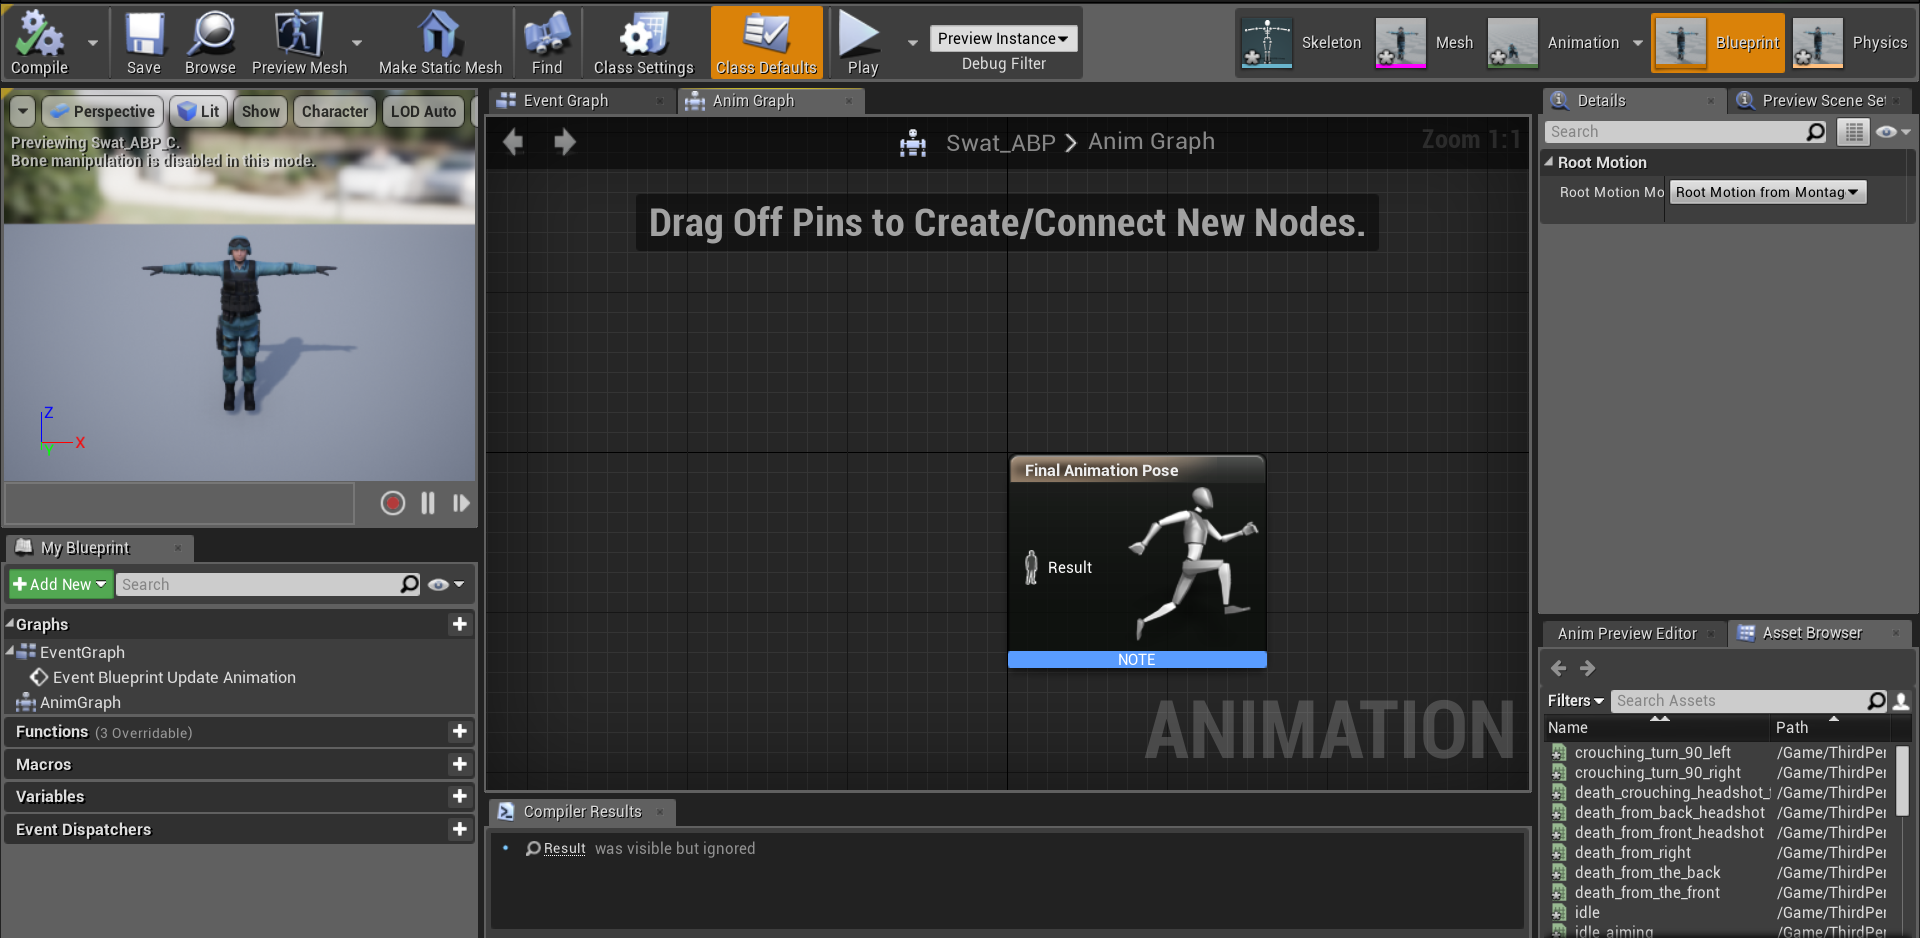 Compile
Save
Browse
Preview Mesh
Make Static Mesh
Find
Class Settings
Class Defaults
Play
Preview Instance
Debug Filter
Skeleton
Mesh
Animation
Blueprint
Physics
Perspective
Lit
Show
Character
LOD Auto
Previewing Swat_ABP_C.
Bone manipulation is disabled in this mode.
Z
X
Y
My Blueprint
Add New
Search
Graphs
EventGraph
Event Blueprint Update Animation
AnimGraph
Functions (3 Overridable)
Macros
Variables
Event Dispatchers
Event Graph
Anim Graph
Swat_ABP > Anim Graph
Zoom 1:1
Drag Off Pins to Create/Connect New Nodes.
Final Animation Pose
Result
NOTE
ANIMATION
Compiler Results
Result was visible but ignored
Details
Preview Scene Set
Search
Root Motion
Root Motion Mo
Root Motion from Montag
Anim Preview Editor
Asset Browser
Filters
Search Assets
Name Path
crouching_turn_90_left /Game/ThirdPer
crouching_turn_90_right /Game/ThirdPer
death_crouching_headshot_ /Game/ThirdPer
death_from_back_headshot /Game/ThirdPer
death_from_front_headshot /Game/ThirdPer
death_from_right /Game/ThirdPer
death_from_the_back /Game/ThirdPer
death_from_the_front /Game/ThirdPer
idle /Game/ThirdPer
idle_aiming /Game/ThirdPer